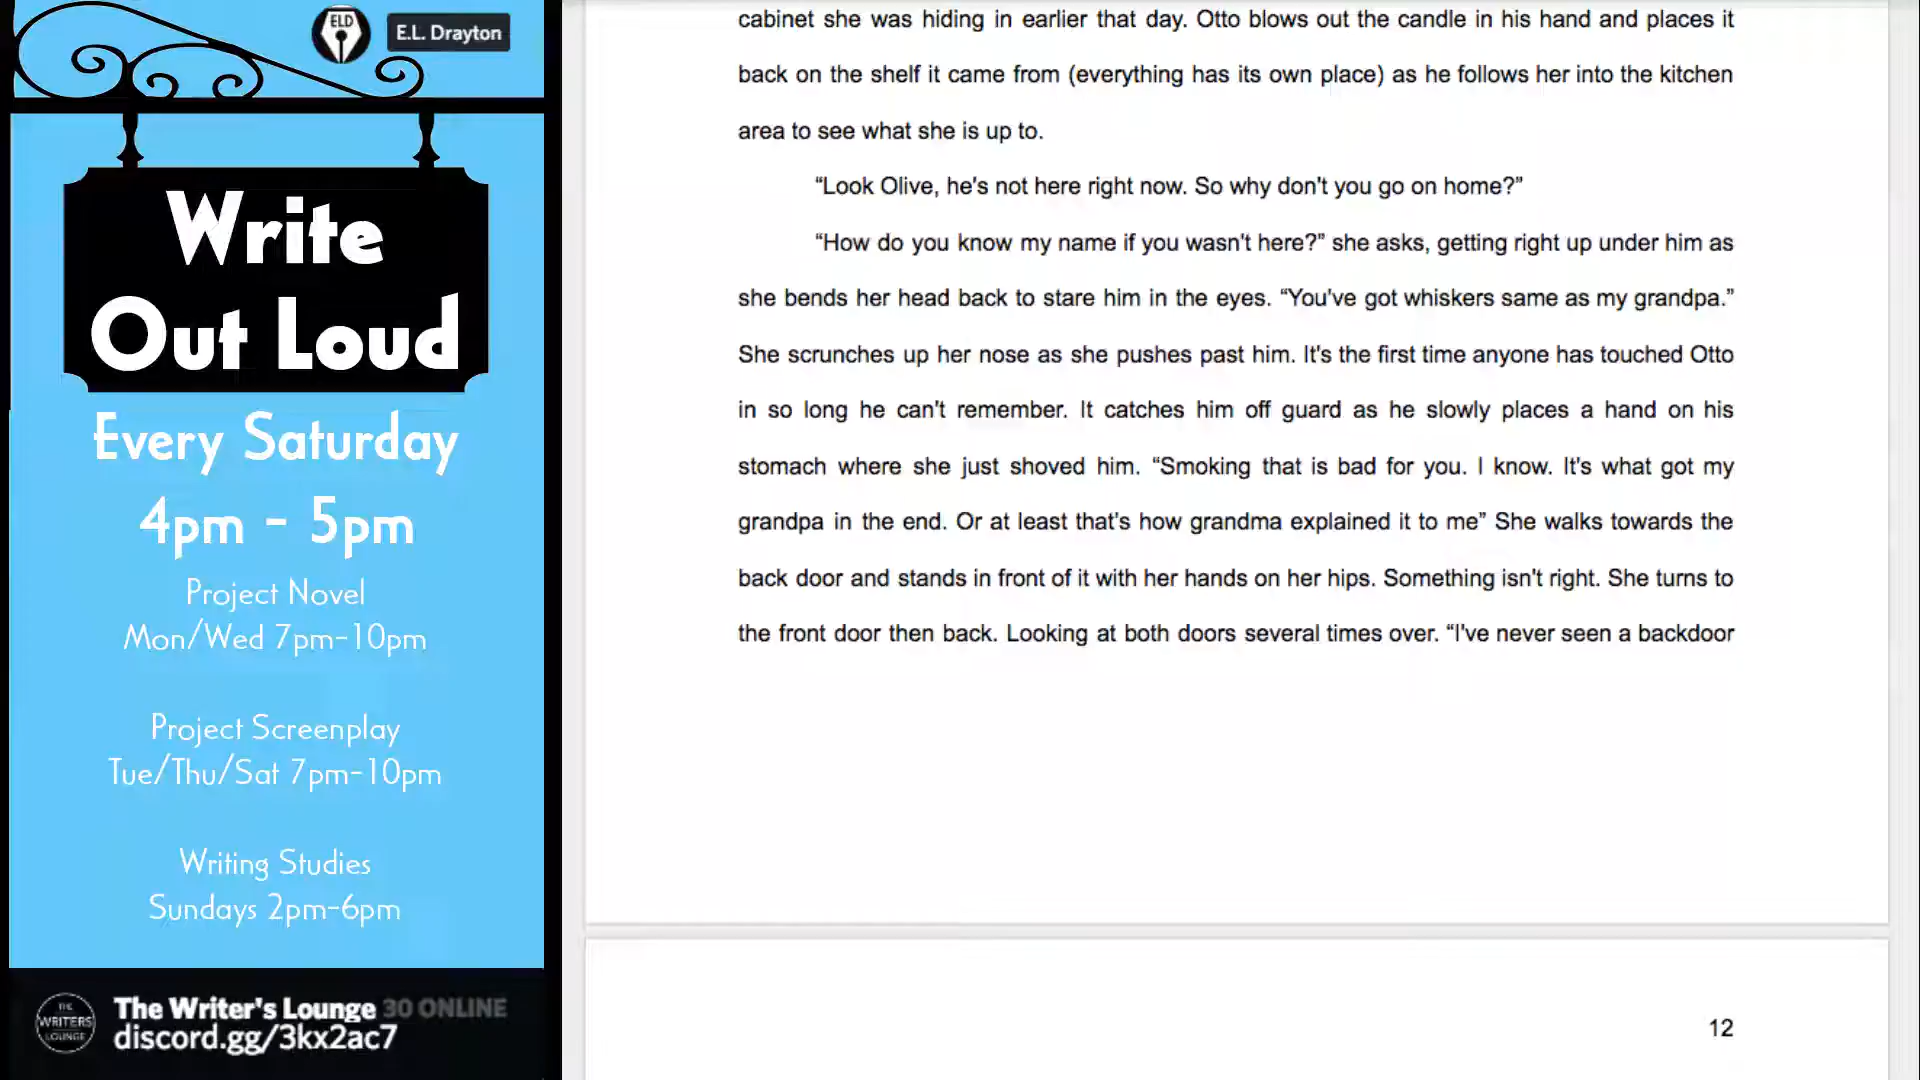 ELD
E.L. Drayton
Write
Out Loud
Every Saturday
4pm - 5pm
Project Novel
Mon/Wed 7pm-10pm
Project Screenplay
Tue/Thu/Sat 7pm-10pm
Writing Studies
Sundays 2pm-6pm
THE
WRITERS
LOUNGE
The Writer's Lounge 30 ONLINE
discord.gg/3kx2ac7
cabinet she was hiding in earlier that day. Otto blows out the candle in his hand and places it
back on the shelf it came from (everything has its own place) as he follows her into the kitchen
area to see what she is up to.
“Look Olive, he's not here right now. So why don't you go on home?”
“How do you know my name if you wasn't here?” she asks, getting right up under him as
she bends her head back to stare him in the eyes. “You've got whiskers same as my grandpa.”
She scrunches up her nose as she pushes past him. It's the first time anyone has touched Otto
in so long he can't remember. It catches him off guard as he slowly places a hand on his
stomach where she just shoved him. “Smoking that is bad for you. I know. It's what got my
grandpa in the end. Or at least that's how grandma explained it to me” She walks towards the
back door and stands in front of it with her hands on her hips. Something isn't right. She turns to
the front door then back. Looking at both doors several times over. “I've never seen a backdoor
12